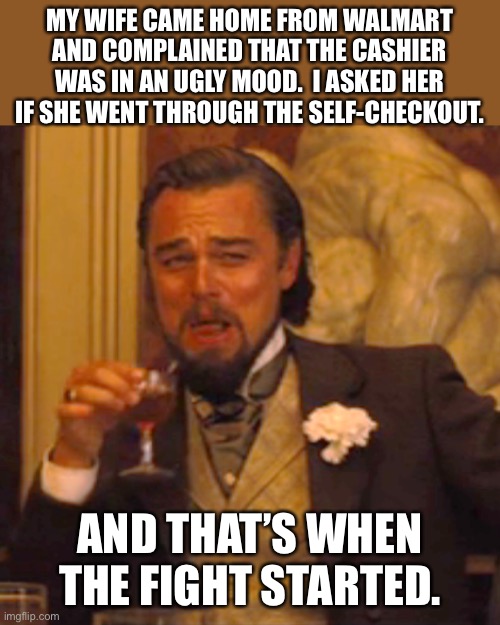 MY WIFE CAME HOME FROM WALMART
AND COMPLAINED THAT THE CASHIER
WAS IN AN UGLY MOOD.  I ASKED HER
IF SHE WENT THROUGH THE SELF-CHECKOUT.
AND THAT'S WHEN
THE FIGHT STARTED.
imgflip.com